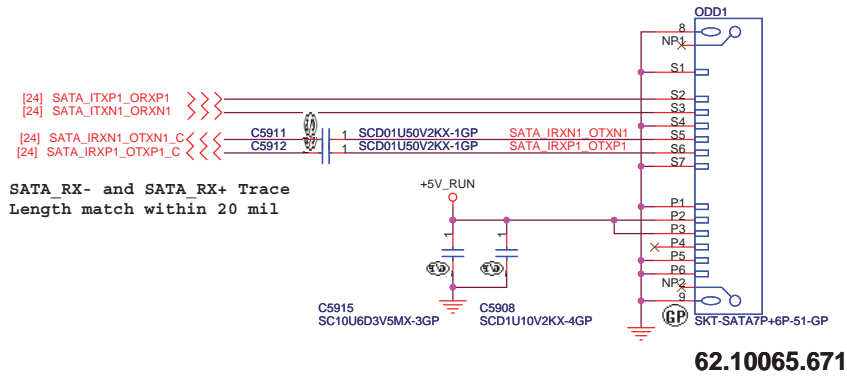 ODD1
8
NP1
S1
[24] SATA_ITXP1_ORXP1
S2
[24] SATA_ITXN1_ORXN1
S3
S4
[24] SATA_IRXN1_OTXN1_C
C5911
1
SCD01U50V2KX-1GP
SATA_IRXN1_OTXN1
S5
[24] SATA_IRXP1_OTXP1_C
C5912
1
SCD01U50V2KX-1GP
SATA_IRXP1_OTXP1
S6
S7
SATA_RX- and SATA_RX+ Trace
Length match within 20 mil
+5V_RUN
P1
P2
P3
1
1
P4
P5
P6
NP2
9
C5915
SC10U6D3V5MX-3GP
C5908
SCD1U10V2KX-4GP
GP
SKT-SATA7P+6P-51-GP
62.10065.671